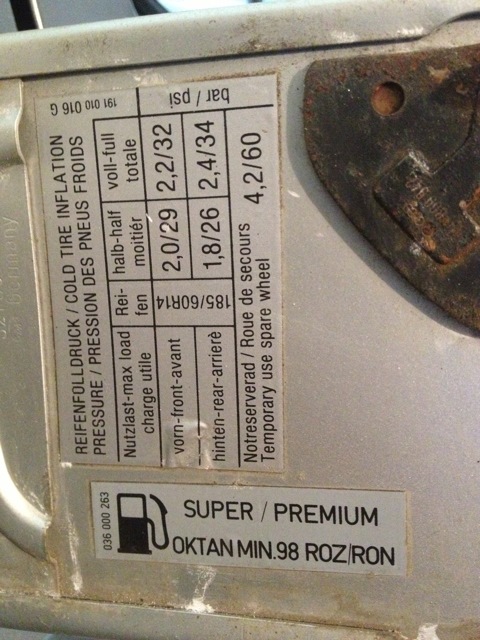 191 010 016 G
REIFENFOLLDRUCK / COLD TIRE INFLATION
PRESSURE / PRESSION DES PNEUS FROIDS
Nutzlast-max load Rei- halb-half voll-full
charge utile fen moitiér totale
bar / psi
vorn-front-avant 185/60R14 2,0/29 2,2/32
hinten-rear-arrierè 1,8/26 2,4/34
Notreserverad / Roue de secours
Temporary use spare wheel 4,2/60
036 000 263
SUPER / PREMIUM
OKTAN MIN.98 ROZ/RON
Germany